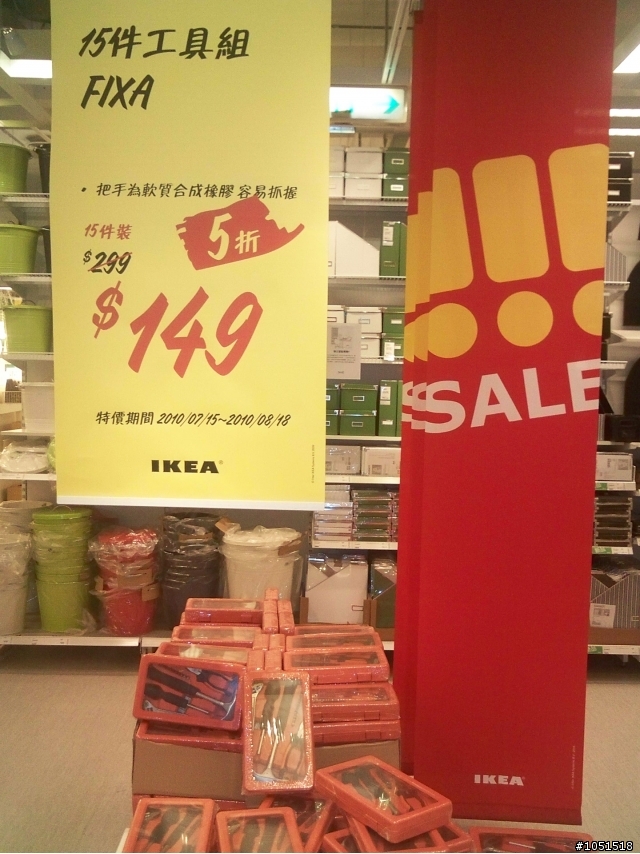 15件工具組
FIXA
• 把手為軟質合成橡膠 容易抓握
15件裝
5折
$299
$149
特價期間 2010/07/15~2010/08/18
IKEA®
!!!
SALE
IKEA®
#1051518